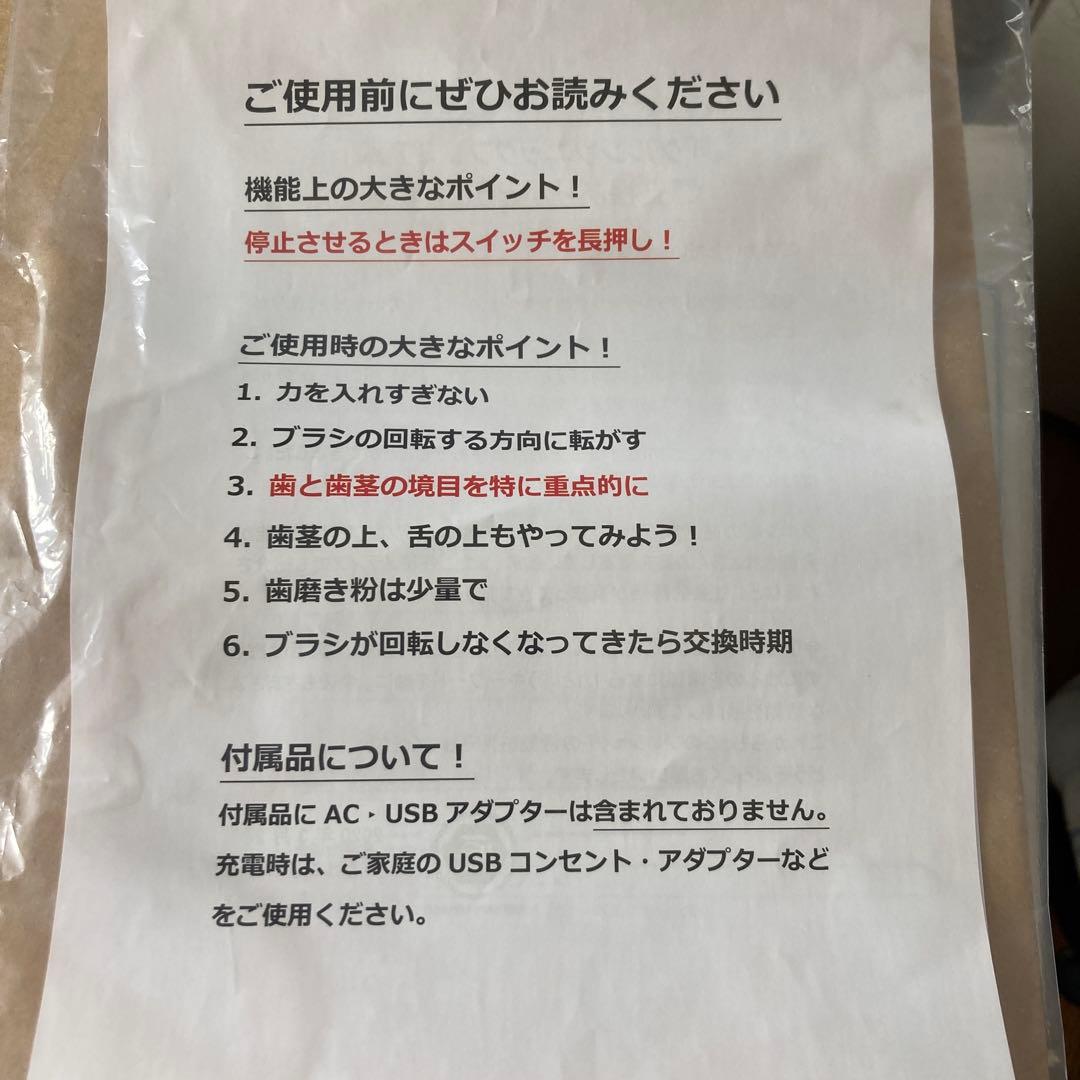 ご使用前にぜひお読みください
機能上の大きなポイント!
停止させるときはスイッチを長押し!
ご使用時の大きなポイント!
1. 力を入れすぎない
2. ブラシの回転する方向に転がす
3. 歯と歯茎の境目を特に重点的に
4. 歯茎の上、舌の上もやってみよう!
5. 歯磨き粉は少量で
6. ブラシが回転しなくなってきたら交換時期
付属品について!
付属品に AC・USB アダプターは含まれておりません。
充電時は、ご家庭の USB コンセント・アダプターなど
をご使用ください。